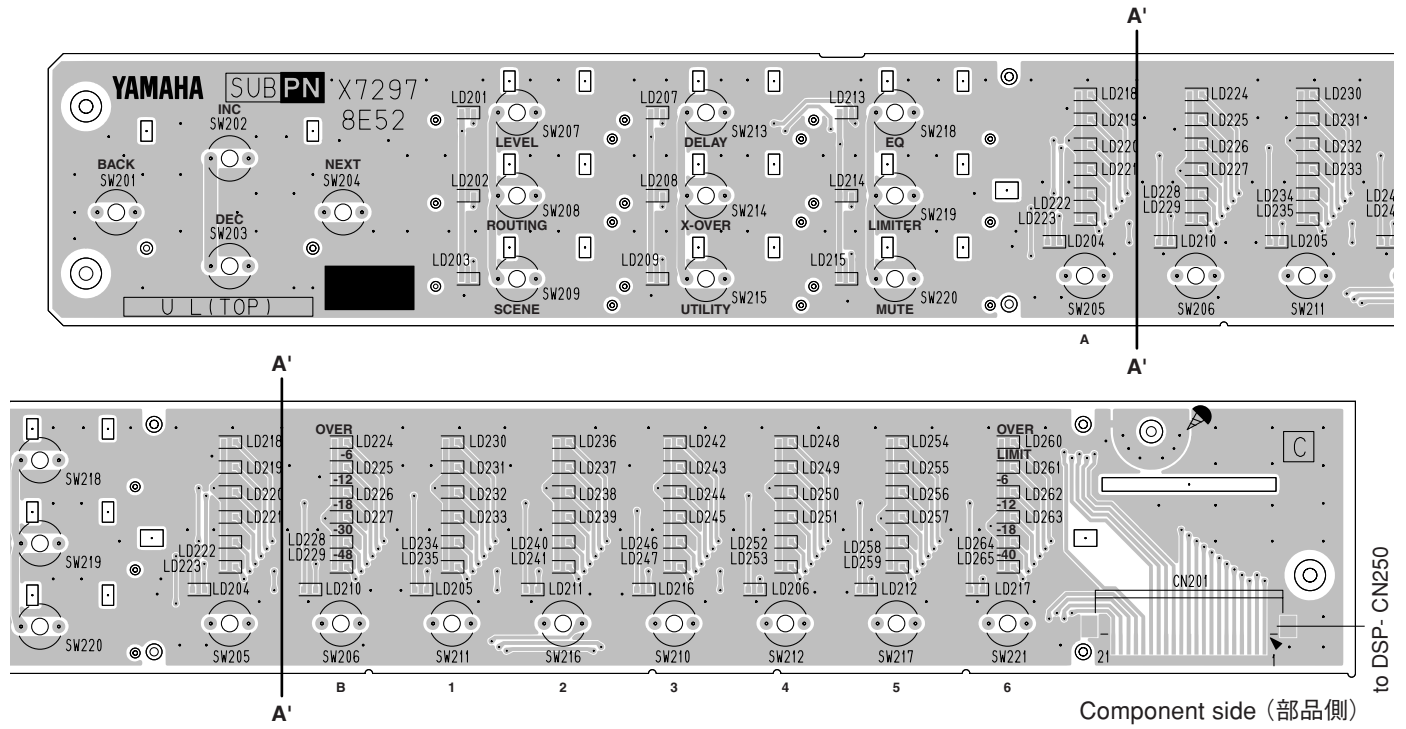 A'
YAMAHA SUB PN X7297
8E52
INC
SW202
BACK
SW201
NEXT
SW204
DEC
SW203
U L(TOP)
LD201
SW207
LEVEL
LD202
SW208
ROUTING
LD203
SW209
SCENE
LD207
SW213
DELAY
LD208
SW214
X-OVER
LD209
SW215
UTILITY
LD213
SW218
EQ
LD214
SW219
LIMITER
LD215
SW220
MUTE
LD218
LD219
LD220
LD221
LD222
LD223
LD204
SW205
A
LD224
LD225
LD226
LD227
LD228
LD229
LD210
SW206
LD230
LD231
LD232
LD233
LD234
LD235
LD205
SW211
A'
A'
SW218
SW219
SW220
LD218
LD219
LD220
LD221
LD222
LD223
LD204
SW205
OVER
-6
-12
-18
-30
-48
LD224
LD225
LD226
LD227
LD228
LD229
LD210
SW206
B
LD230
LD231
LD232
LD233
LD234
LD235
LD205
SW211
1
LD236
LD237
LD238
LD239
LD240
LD241
LD211
SW216
2
LD242
LD243
LD244
LD245
LD246
LD247
LD216
SW210
3
LD248
LD249
LD250
LD251
LD252
LD253
LD206
SW212
4
LD254
LD255
LD256
LD257
LD258
LD259
LD212
SW217
5
OVER
LIMIT
-6
-12
-18
-40
LD260
LD261
LD262
LD263
LD264
LD265
LD217
SW221
6
C
CN201
21
1
to DSP- CN250
A'
Component side（部品側）